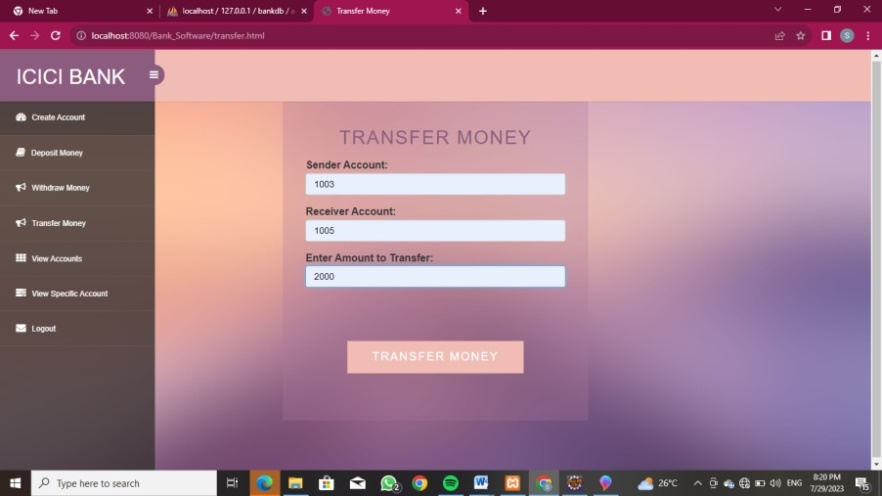 New Tab
localhost / 127.0.0.1 / bankdb / a
Transfer Money
localhost:8080/Bank_Software/transfer.html
S
ICICI BANK
Create Account
Deposit Money
Withdraw Money
Transfer Money
View Accounts
View Specific Account
Logout
TRANSFER MONEY
Sender Account:
1003
Receiver Account:
1005
Enter Amount to Transfer:
2000
TRANSFER MONEY
Type here to search
2
26°C
ENG
8:20 PM
7/29/2023
15